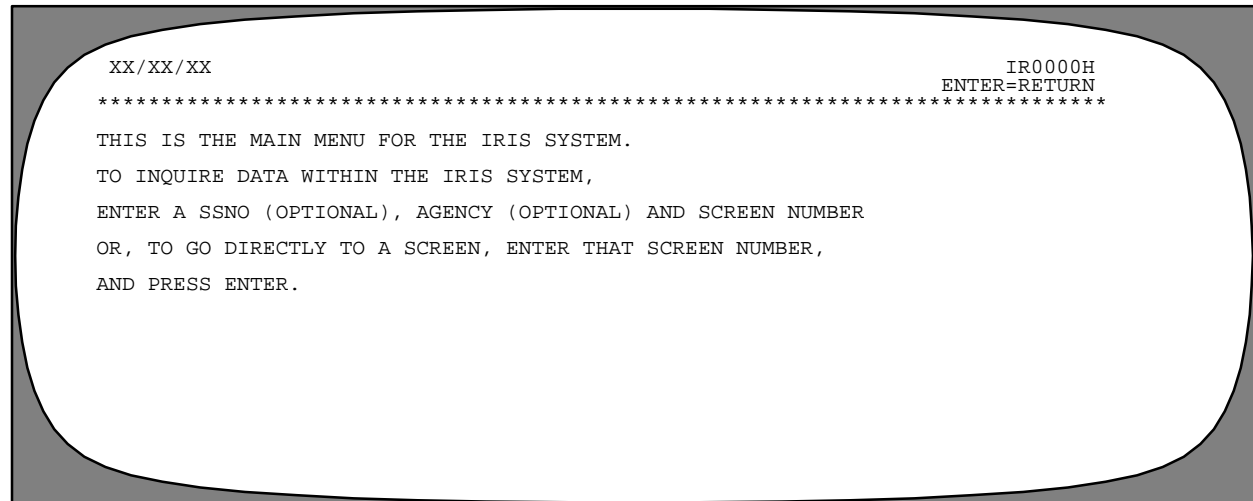 XX/XX/XX IR0000H
ENTER=RETURN
*******************************************************************************
THIS IS THE MAIN MENU FOR THE IRIS SYSTEM.
TO INQUIRE DATA WITHIN THE IRIS SYSTEM,
ENTER A SSNO (OPTIONAL), AGENCY (OPTIONAL) AND SCREEN NUMBER
OR, TO GO DIRECTLY TO A SCREEN, ENTER THAT SCREEN NUMBER,
AND PRESS ENTER.